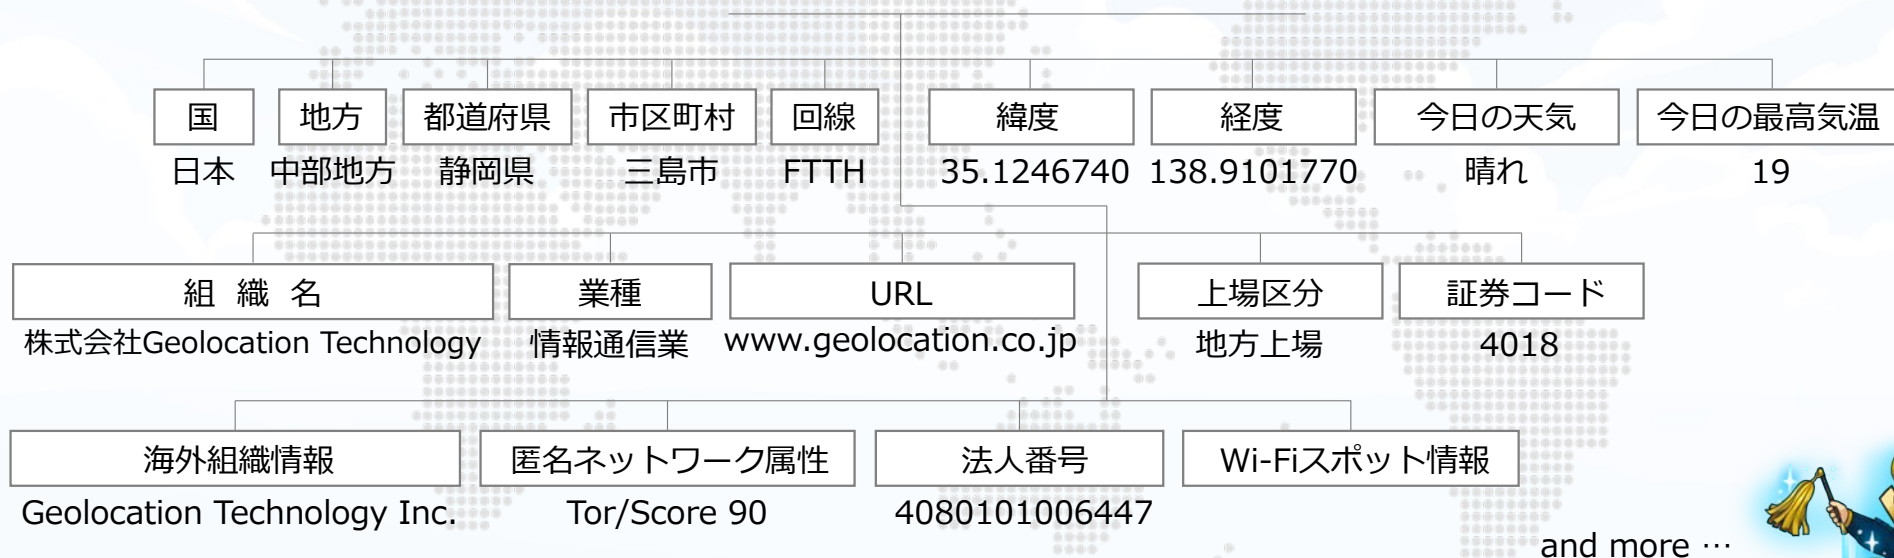 国 地方 都道府県 市区町村 回線 緯度 経度 今日の天気 今日の最高気温
日本 中部地方 静岡県 三島市 FTTH 35.1246740 138.9101770 晴れ 19
組 織 名 業種 URL 上場区分 証券コード
株式会社Geolocation Technology 情報通信業 www.geolocation.co.jp 地方上場 4018
海外組織情報 匿名ネットワーク属性 法人番号 Wi-Fiスポット情報
Geolocation Technology Inc. Tor/Score 90 4080101006447
and more …